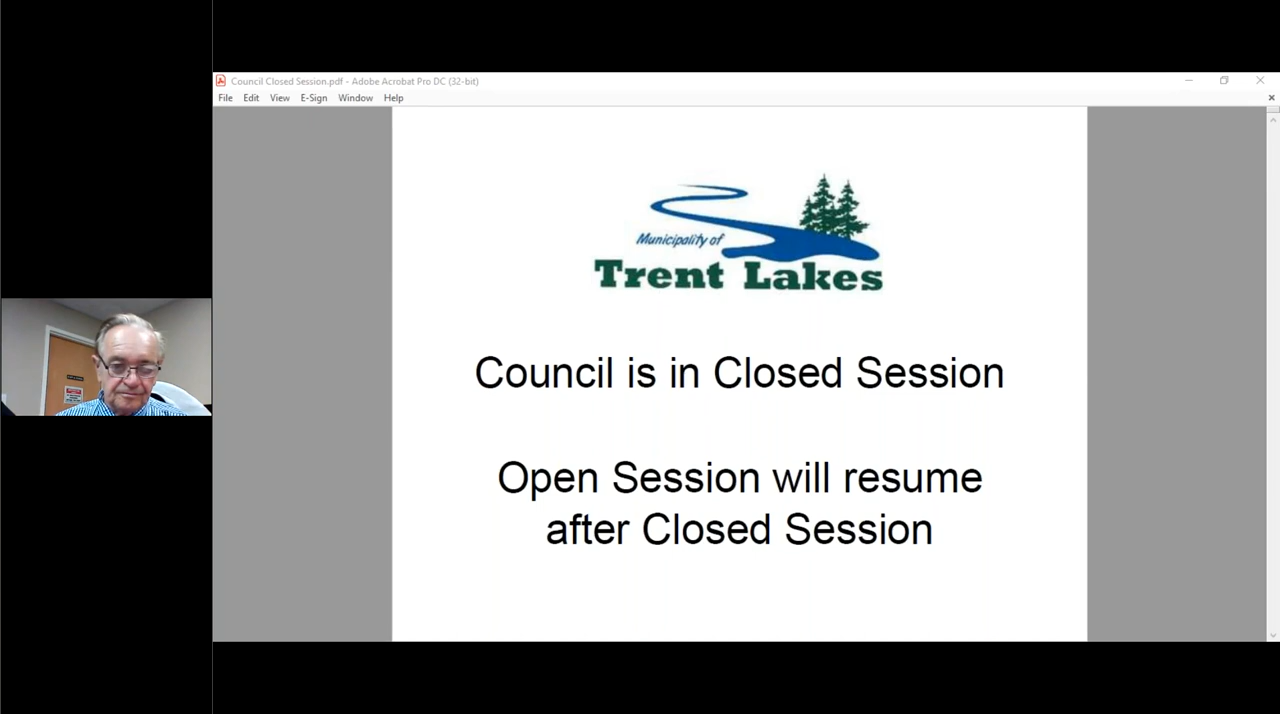 Council Closed Session.pdf - Adobe Acrobat Pro DC (32-bit)
File Edit View E-Sign Window Help
Municipality of
Trent Lakes
Council is in Closed Session
Open Session will resume
after Closed Session